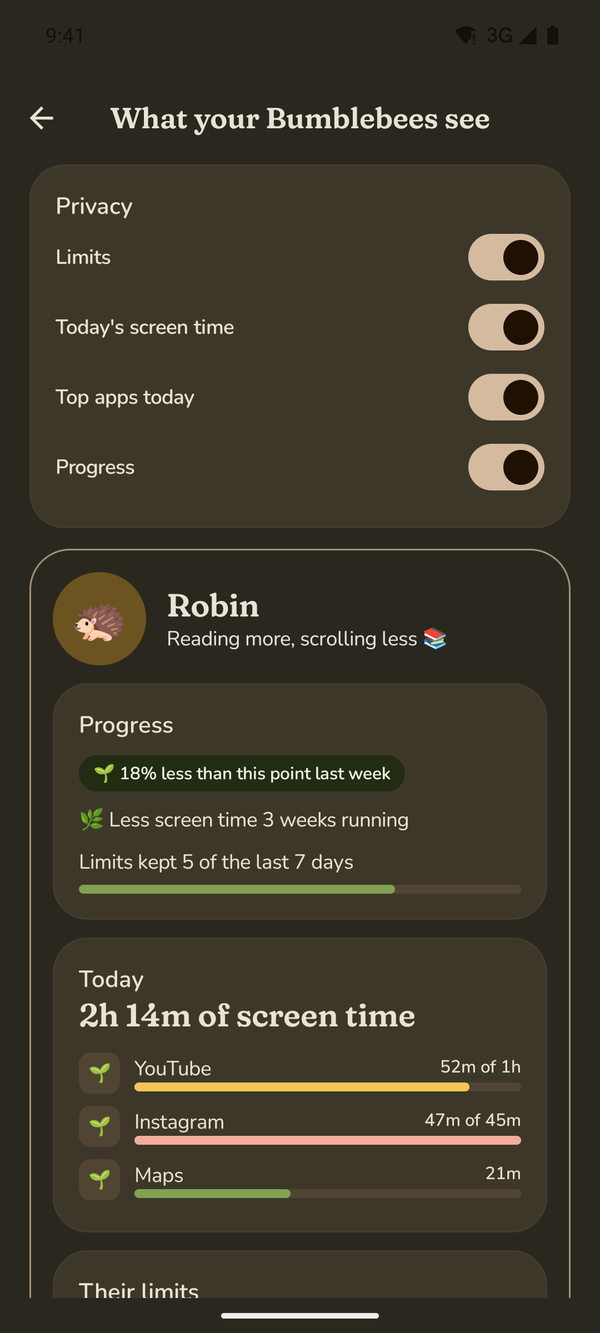 9:41
3G
What your Bumblebees see
Privacy
Limits
Today's screen time
Top apps today
Progress
Robin
Reading more, scrolling less 📚
Progress
🌱 18% less than this point last week
🌿 Less screen time 3 weeks running
Limits kept 5 of the last 7 days
Today
2h 14m of screen time
YouTube 52m of 1h
Instagram 47m of 45m
Maps 21m
Their limits